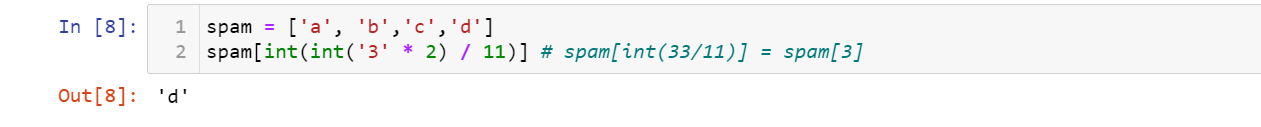 In [8]: 1 spam = ['a', 'b','c','d']
2 spam[int(int('3' * 2) / 11)] # spam[int(33/11)] = spam[3]
Out[8]: 'd'